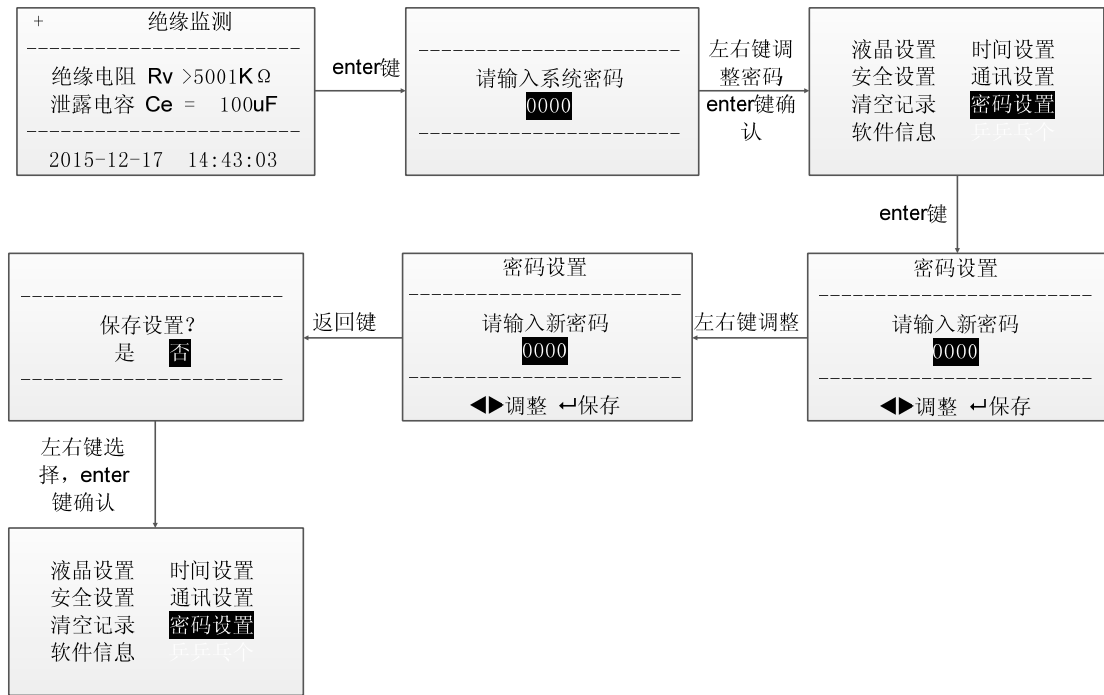 + 绝缘监测
绝缘电阻 Rv >5001KΩ
泄露电容 Ce = 100uF
2015-12-17 14:43:03
enter键
请输入系统密码
0000
左右键调
整密码
enter键确
认
液晶设置 时间设置
安全设置 通讯设置
清空记录 密码设置
软件信息 乒乒乓个
enter键
密码设置
请输入新密码
0000
◀▶调整 ↵保存
左右键调整
密码设置
请输入新密码
0000
◀▶调整 ↵保存
返回键
保存设置?
是 否
左右键选
择，enter
键确认
液晶设置 时间设置
安全设置 通讯设置
清空记录 密码设置
软件信息 乒乒乓个